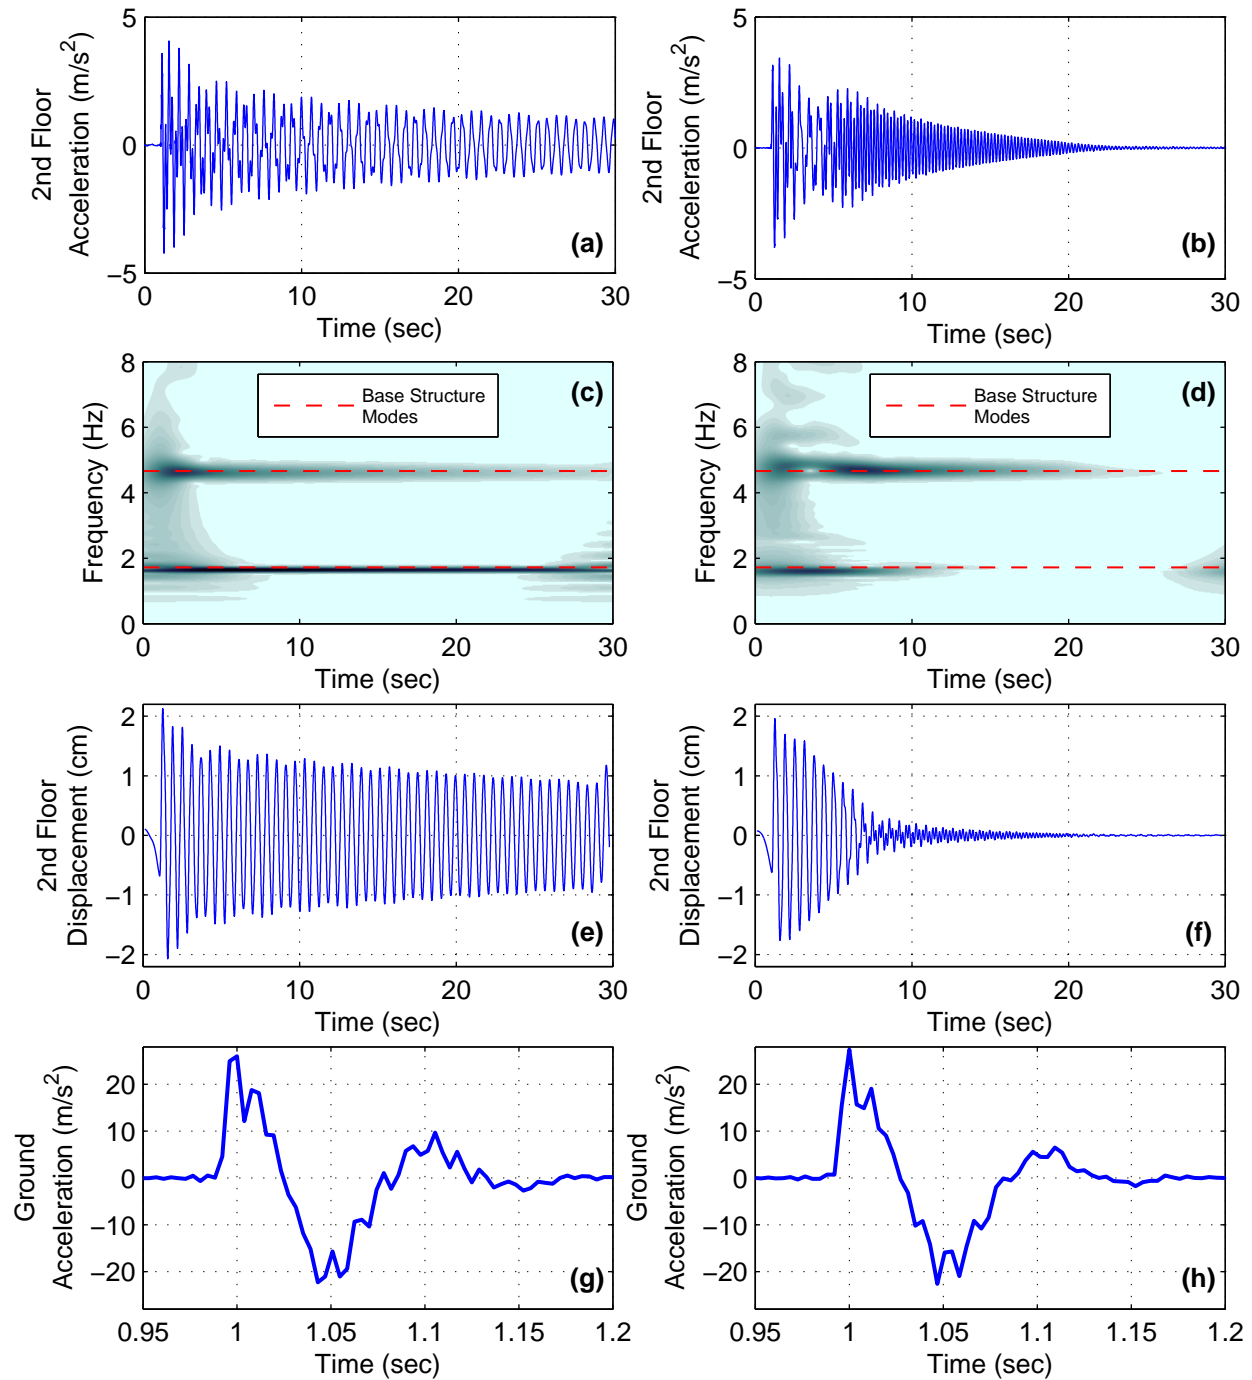 5
0
−5
0
10
20
30
2nd Floor
Acceleration (m/s2)
Time (sec)
(a)
5
0
−5
0
10
20
30
2nd Floor
Acceleration (m/s2)
Time (sec)
(b)
8
6
4
2
0
0
10
20
30
Frequency (Hz)
Time (sec)
Base Structure
Modes
(c)
8
6
4
2
0
0
10
20
30
Frequency (Hz)
Time (sec)
Base Structure
Modes
(d)
2
1
0
−1
−2
0
10
20
30
2nd Floor
Displacement (cm)
Time (sec)
(e)
2
1
0
−1
−2
0
10
20
30
2nd Floor
Displacement (cm)
Time (sec)
(f)
20
10
0
−10
−20
0.95
1
1.05
1.1
1.15
1.2
Ground
Acceleration (m/s2)
Time (sec)
(g)
20
10
0
−10
−20
0.95
1
1.05
1.1
1.15
1.2
Ground
Acceleration (m/s2)
Time (sec)
(h)